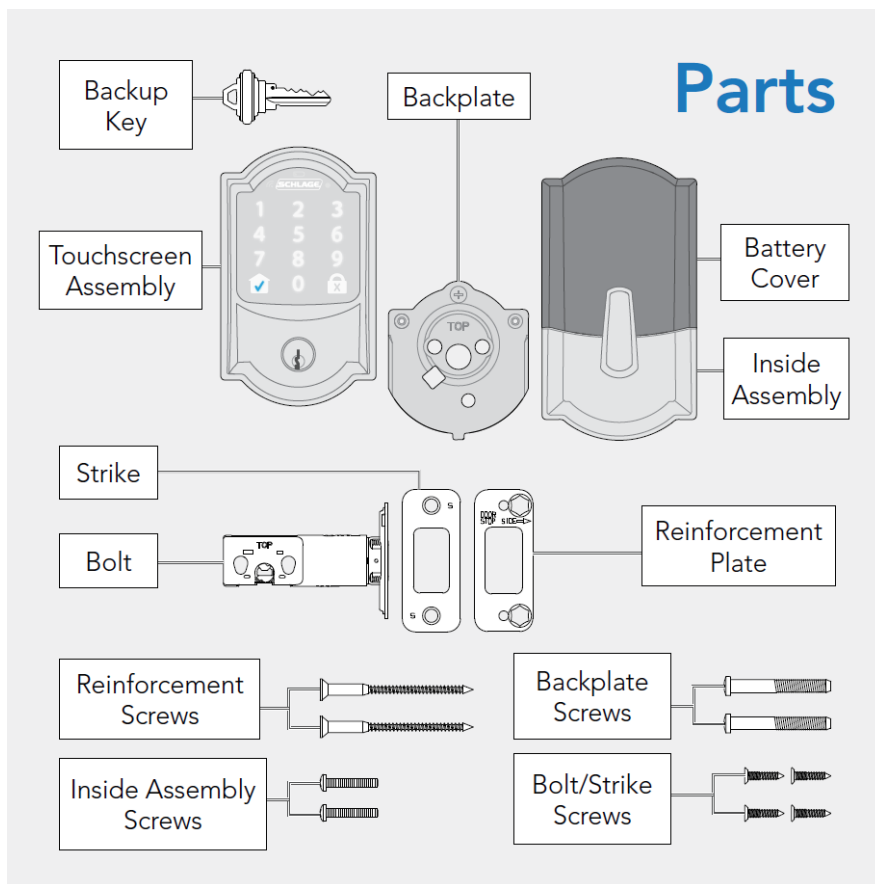 Parts
Backup
Key
Backplate
SCHLAGE
1 2 3
4 5 6
7 8 9
0
Touchscreen
Assembly
TOP
Battery
Cover
Inside
Assembly
Strike
S
S
DOOR
STOP SIDE
Reinforcement
Plate
Bolt
TOP
Reinforcement
Screws
Backplate
Screws
Inside Assembly
Screws
Bolt/Strike
Screws